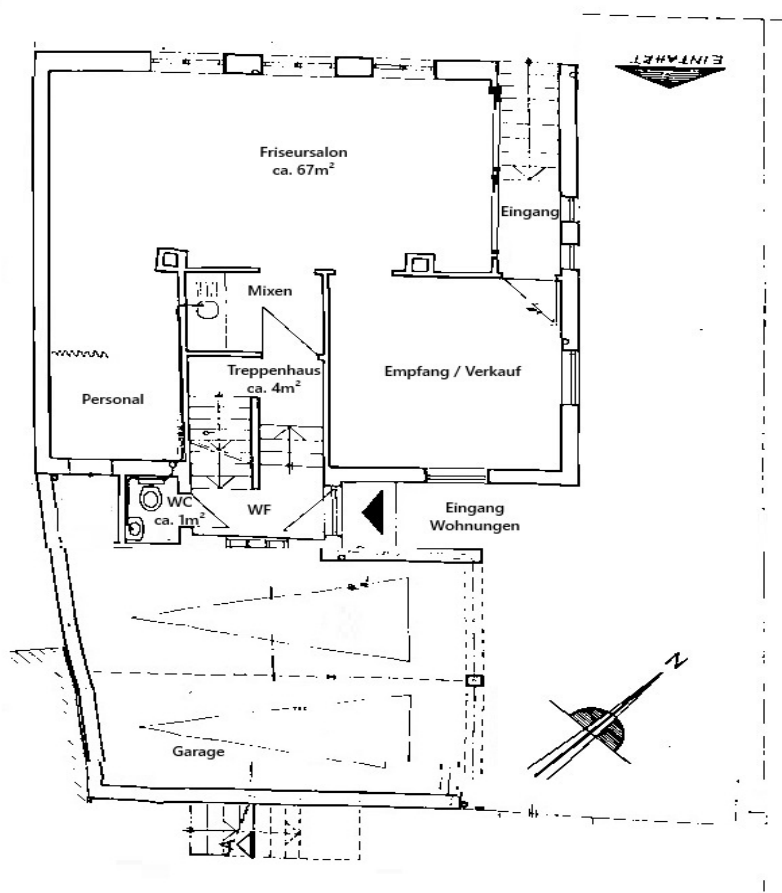 EINFAHRT
Friseursalon
ca. 67m²
Eingang
Mixen
Treppenhaus
ca. 4m²
Empfang / Verkauf
Personal
WC
ca. 1m²
WF
Eingang
Wohnungen
N
Garage